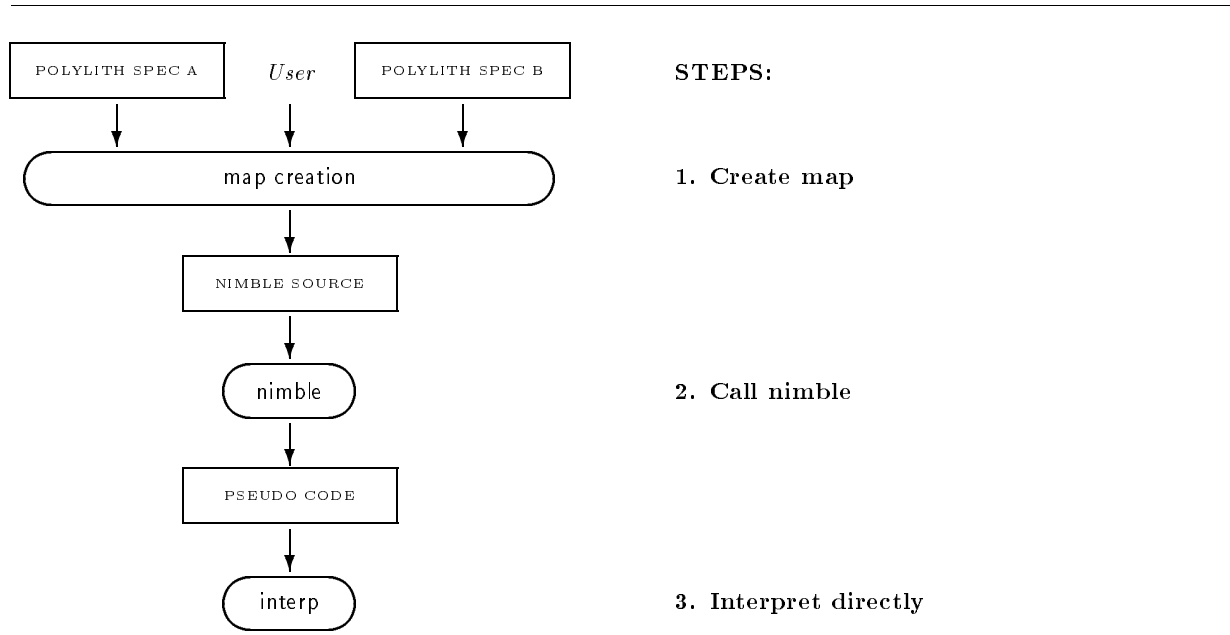 POLYLITH SPEC A User POLYLITH SPEC B STEPS:
map creation 1. Create map
NIMBLE SOURCE
nimble 2. Call nimble
PSEUDO CODE
interp 3. Interpret directly